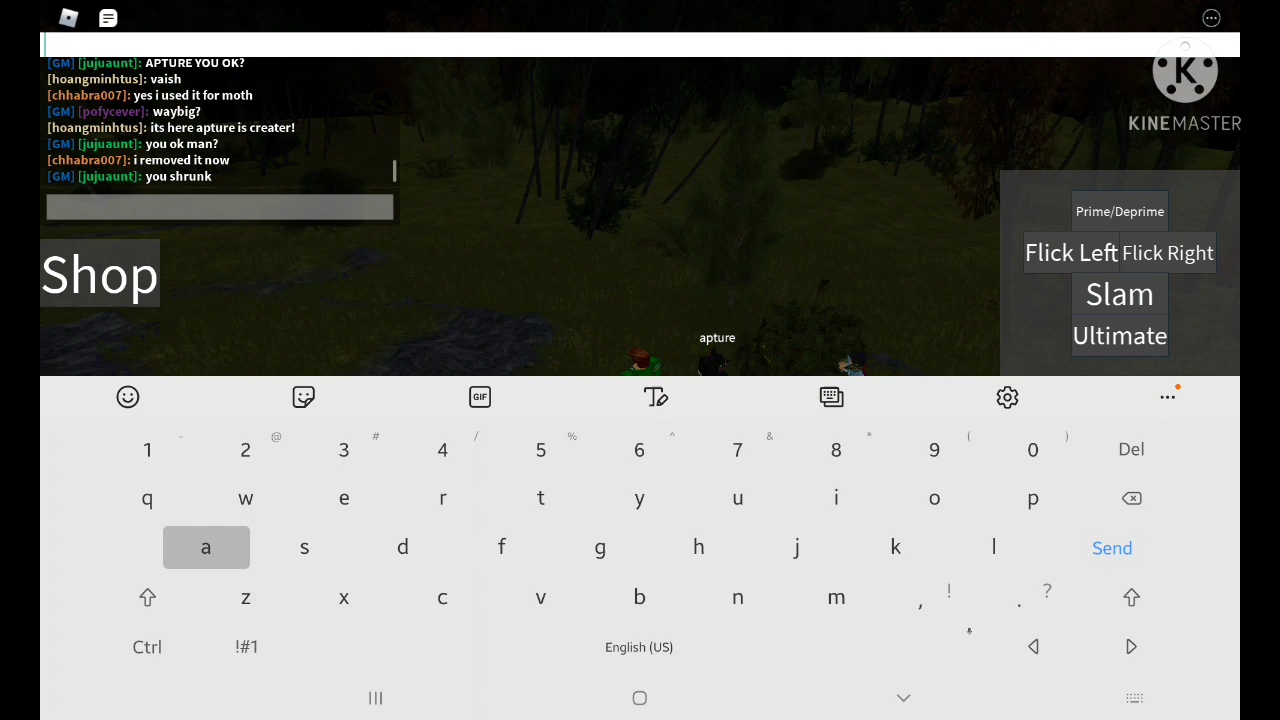 [GM] [jujuaunt]: APTURE YOU OK?
[hoangminhtus]: vaish
[chhabra007]: yes i used it for moth
[GM] [pofycever]: waybig?
[hoangminhtus]: its here apture is creater!
[GM] [jujuaunt]: you ok man?
[chhabra007]: i removed it now
[GM] [jujuaunt]: you shrunk
K
KINEMASTER
Prime/Deprime
Flick Left Flick Right
Slam
Ultimate
Shop
apture
GIF
- @ # / % ^ & * ( )
1 2 3 4 5 6 7 8 9 0 Del
q w e r t y u i o p
a s d f g h j k l Send
z x c v b n m , ! . ?
Ctrl !#1 English (US)